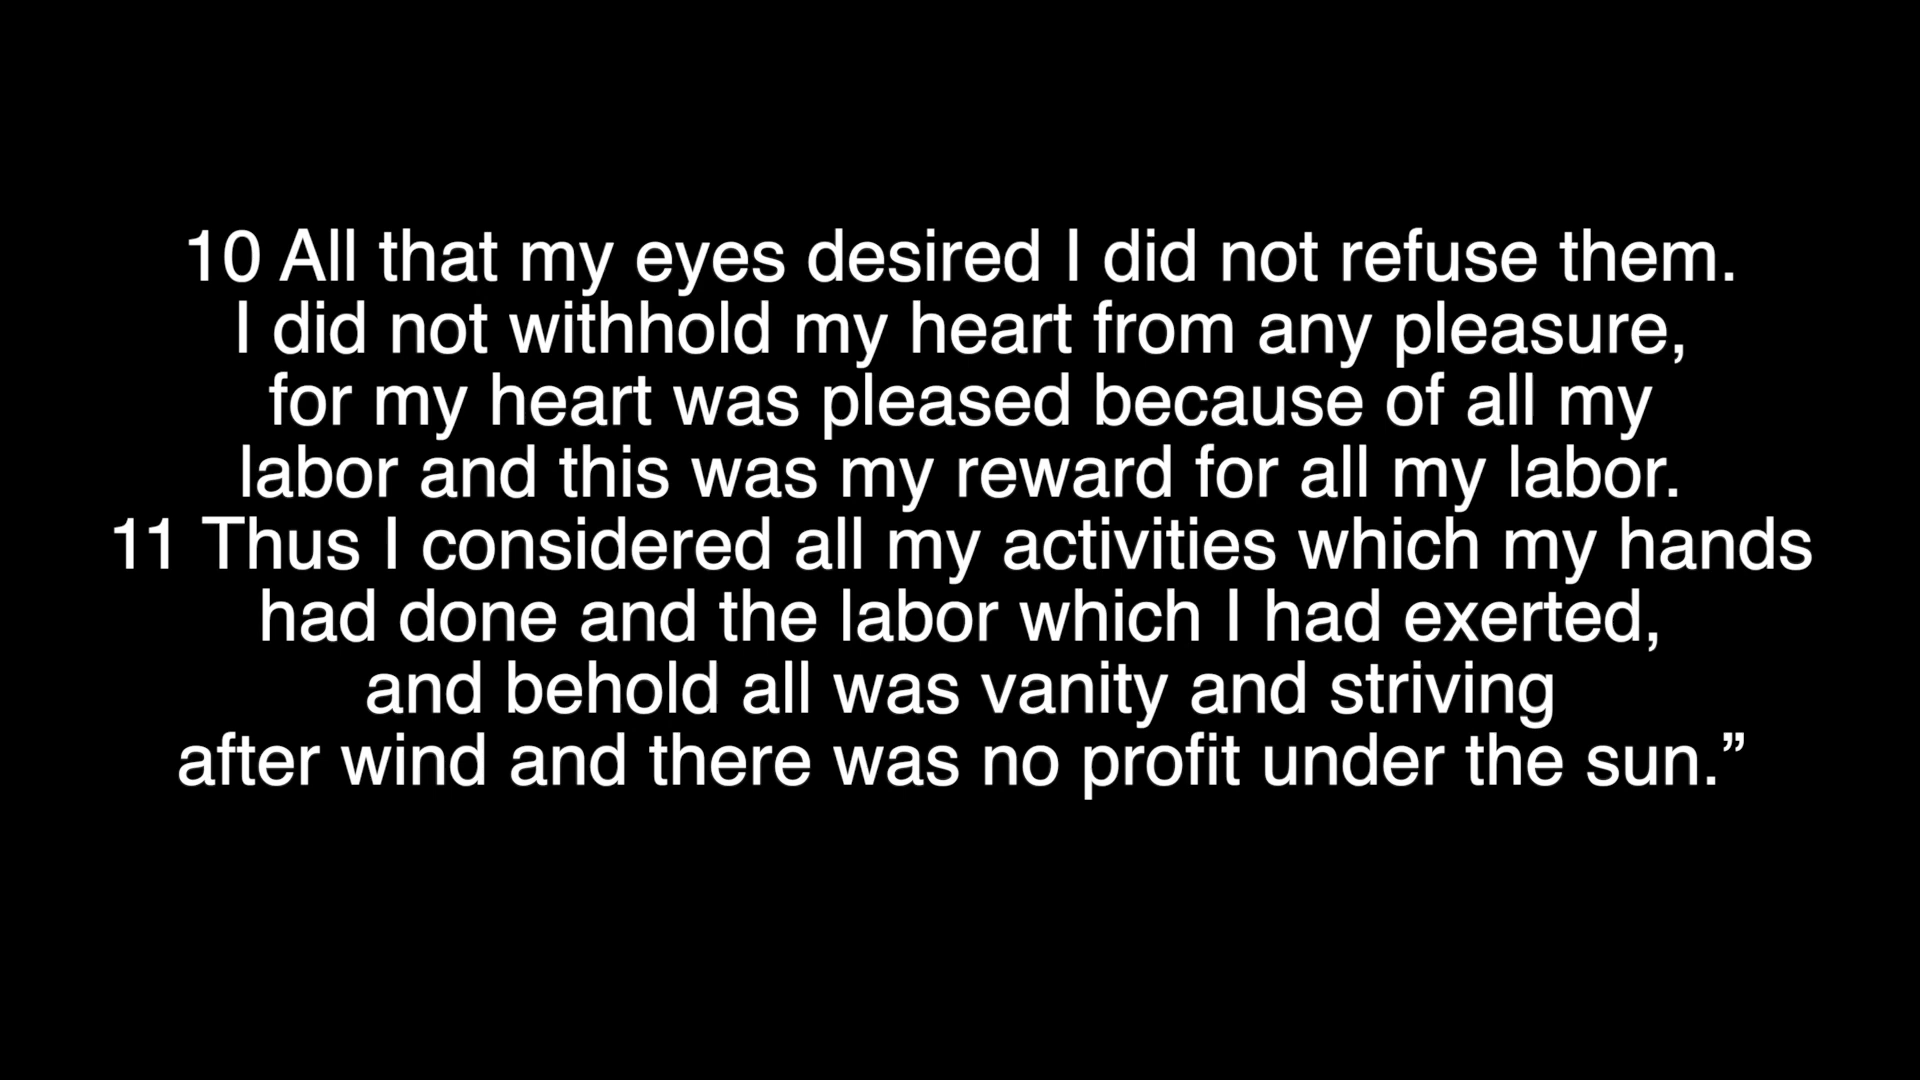 10 All that my eyes desired I did not refuse them.
I did not withhold my heart from any pleasure,
for my heart was pleased because of all my
labor and this was my reward for all my labor.
11 Thus I considered all my activities which my hands
had done and the labor which I had exerted,
and behold all was vanity and striving
after wind and there was no profit under the sun.”